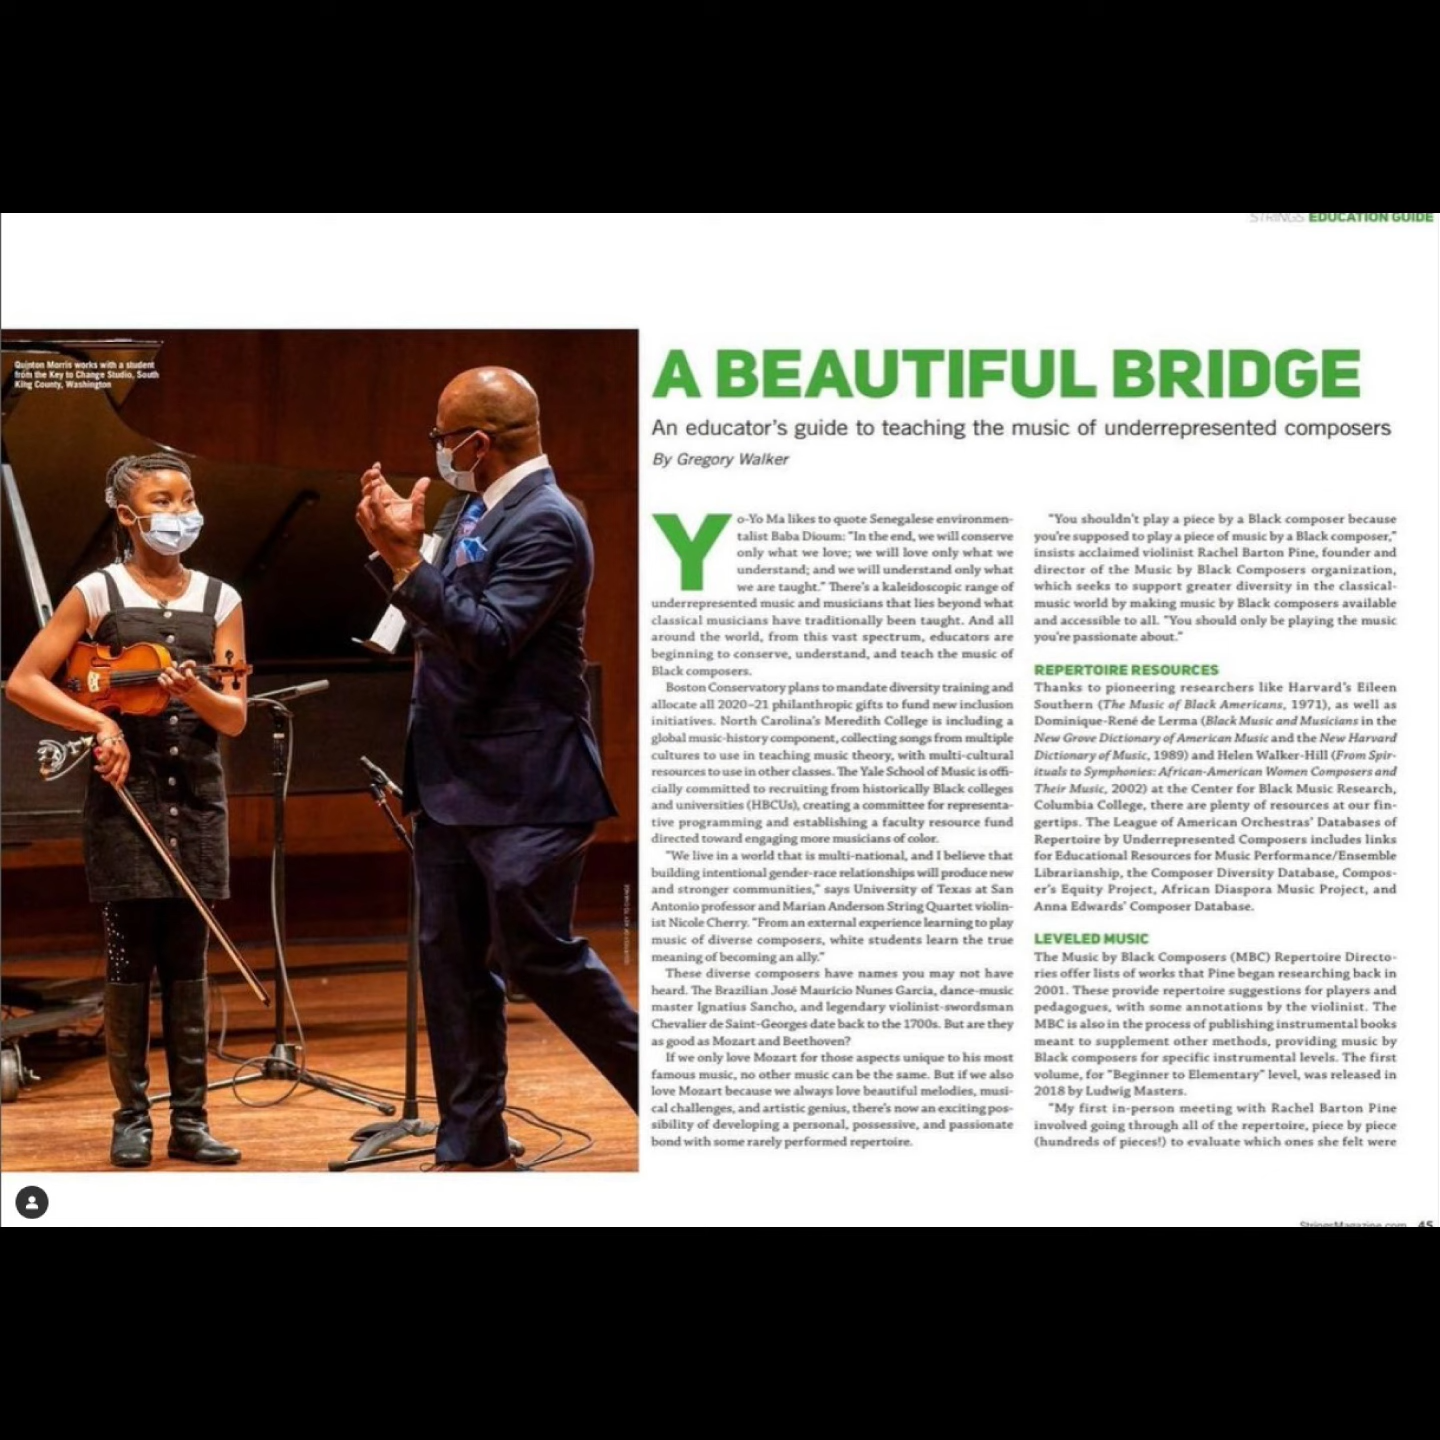 STRINGS EDUCATION GUIDE
Quinton Morris works with a student
from the Key to Change Studio, South
King County, Washington
A BEAUTIFUL BRIDGE
An educator's guide to teaching the music of underrepresented composers
By Gregory Walker
Yo-Yo Ma likes to quote Senegalese environmen-
talist Baba Dioum: "In the end, we will conserve
only what we love; we will love only what we
understand; and we will understand only what
we are taught." There's a kaleidoscopic range of
underrepresented music and musicians that lies beyond what
classical musicians have traditionally been taught. And all
around the world, from this vast spectrum, educators are
beginning to conserve, understand, and teach the music of
Black composers.
Boston Conservatory plans to mandate diversity training and
allocate all 2020–21 philanthropic gifts to fund new inclusion
initiatives. North Carolina's Meredith College is including a
global music-history component, collecting songs from multiple
cultures to use in teaching music theory, with multi-cultural
resources to use in other classes. The Yale School of Music is offi-
cially committed to recruiting from historically Black colleges
and universities (HBCUs), creating a committee for representa-
tive programming and establishing a faculty resource fund
directed toward engaging more musicians of color.
"We live in a world that is multi-national, and I believe that
building intentional gender-race relationships will produce new
and stronger communities," says University of Texas at San
Antonio professor and Marian Anderson String Quartet violin-
ist Nicole Cherry. "From an external experience learning to play
music of diverse composers, white students learn the true
meaning of becoming an ally."
These diverse composers have names you may not have
heard. The Brazilian José Maurício Nunes Garcia, dance-music
master Ignatius Sancho, and legendary violinist-swordsman
Chevalier de Saint-Georges date back to the 1700s. But are they
as good as Mozart and Beethoven?
If we only love Mozart for those aspects unique to his most
famous music, no other music can be the same. But if we also
love Mozart because we always love beautiful melodies, musi-
cal challenges, and artistic genius, there's now an exciting pos-
sibility of developing a personal, possessive, and passionate
bond with some rarely performed repertoire.
"You shouldn't play a piece by a Black composer because
you're supposed to play a piece of music by a Black composer,"
insists acclaimed violinist Rachel Barton Pine, founder and
director of the Music by Black Composers organization,
which seeks to support greater diversity in the classical-
music world by making music by Black composers available
and accessible to all. "You should only be playing the music
you're passionate about."
REPERTOIRE RESOURCES
Thanks to pioneering researchers like Harvard's Eileen
Southern (The Music of Black Americans, 1971), as well as
Dominique-René de Lerma (Black Music and Musicians in the
New Grove Dictionary of American Music and the New Harvard
Dictionary of Music, 1989) and Helen Walker-Hill (From Spir-
ituals to Symphonies: African-American Women Composers and
Their Music, 2002) at the Center for Black Music Research,
Columbia College, there are plenty of resources at our fin-
gertips. The League of American Orchestras' Databases of
Repertoire by Underrepresented Composers includes links
for Educational Resources for Music Performance/Ensemble
Librarianship, the Composer Diversity Database, Compos-
er's Equity Project, African Diaspora Music Project, and
Anna Edwards' Composer Database.
LEVELED MUSIC
The Music by Black Composers (MBC) Repertoire Directo-
ries offer lists of works that Pine began researching back in
2001. These provide repertoire suggestions for players and
pedagogues, with some annotations by the violinist. The
MBC is also in the process of publishing instrumental books
meant to supplement other methods, providing music by
Black composers for specific instrumental levels. The first
volume, for "Beginner to Elementary" level, was released in
2018 by Ludwig Masters.
"My first in-person meeting with Rachel Barton Pine
involved going through all of the repertoire, piece by piece
(hundreds of pieces!) to evaluate which ones she felt were
StringsMagazine.com 45